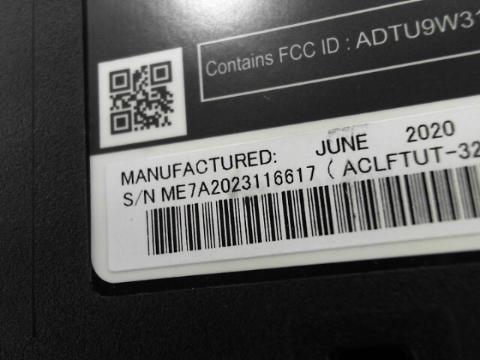 Contains FCC ID : ADTU9W31
MANUFACTURED: JUNE 2020
S/N ME7A2023116617 ( ACLFTUT-32